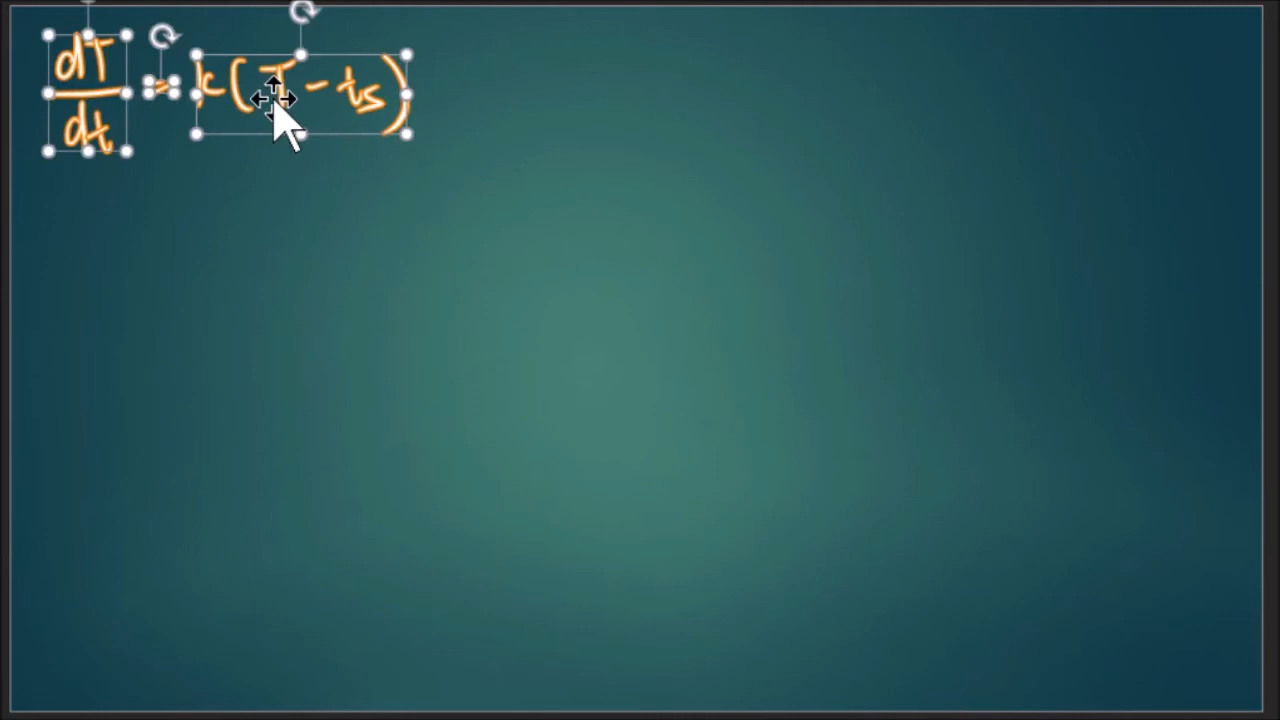 dT/dt = k(T - ts)